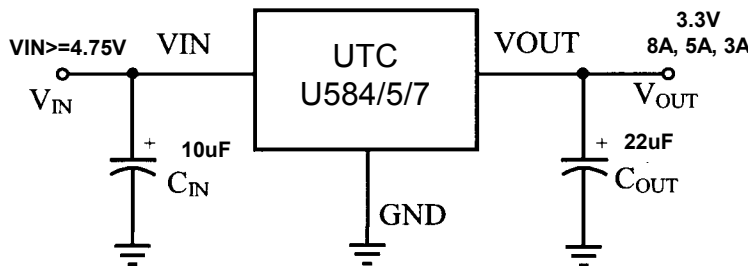 3.3V
VIN>=4.75V VIN UTC VOUT 8A, 5A, 3A
U584/5/7
VIN VOUT
+ 10uF + 22uF
CIN COUT
GND